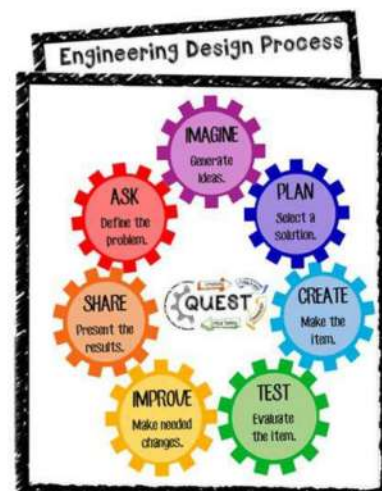 Engineering Design Process
IMAGINE
Generate
ideas.
PLAN
Select a
solution.
CREATE
Make the
item.
TEST
Evaluate
the item.
IMPROVE
Make needed
changes.
SHARE
Present the
results.
ASK
Define the
problem.
QUEST